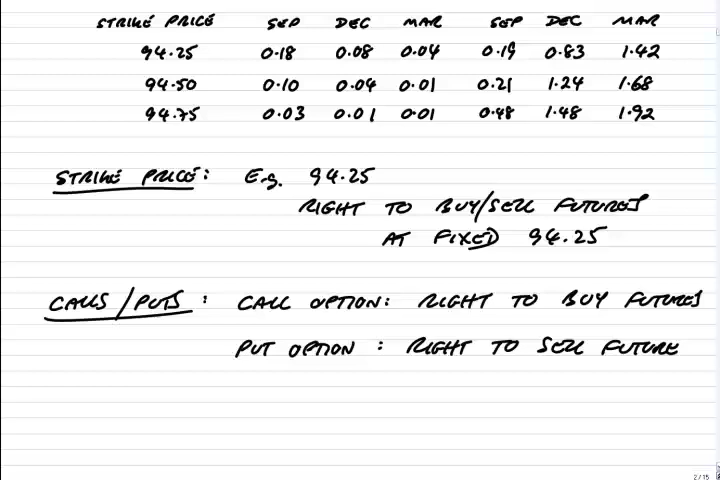 STRIKE PRICE SEP DEC MAR SEP DEC MAR
94.25 0.18 0.08 0.04 0.19 0.83 1.42
94.50 0.10 0.04 0.01 0.21 1.24 1.68
94.75 0.03 0.01 0.01 0.48 1.48 1.92
STRIKE PRICE: E.g. 94.25
RIGHT TO BUY/SELL FUTURES
AT FIXED 94.25
CALLS/PUTS: CALL OPTION: RIGHT TO BUY FUTURES
PUT OPTION: RIGHT TO SELL FUTURE
2/15